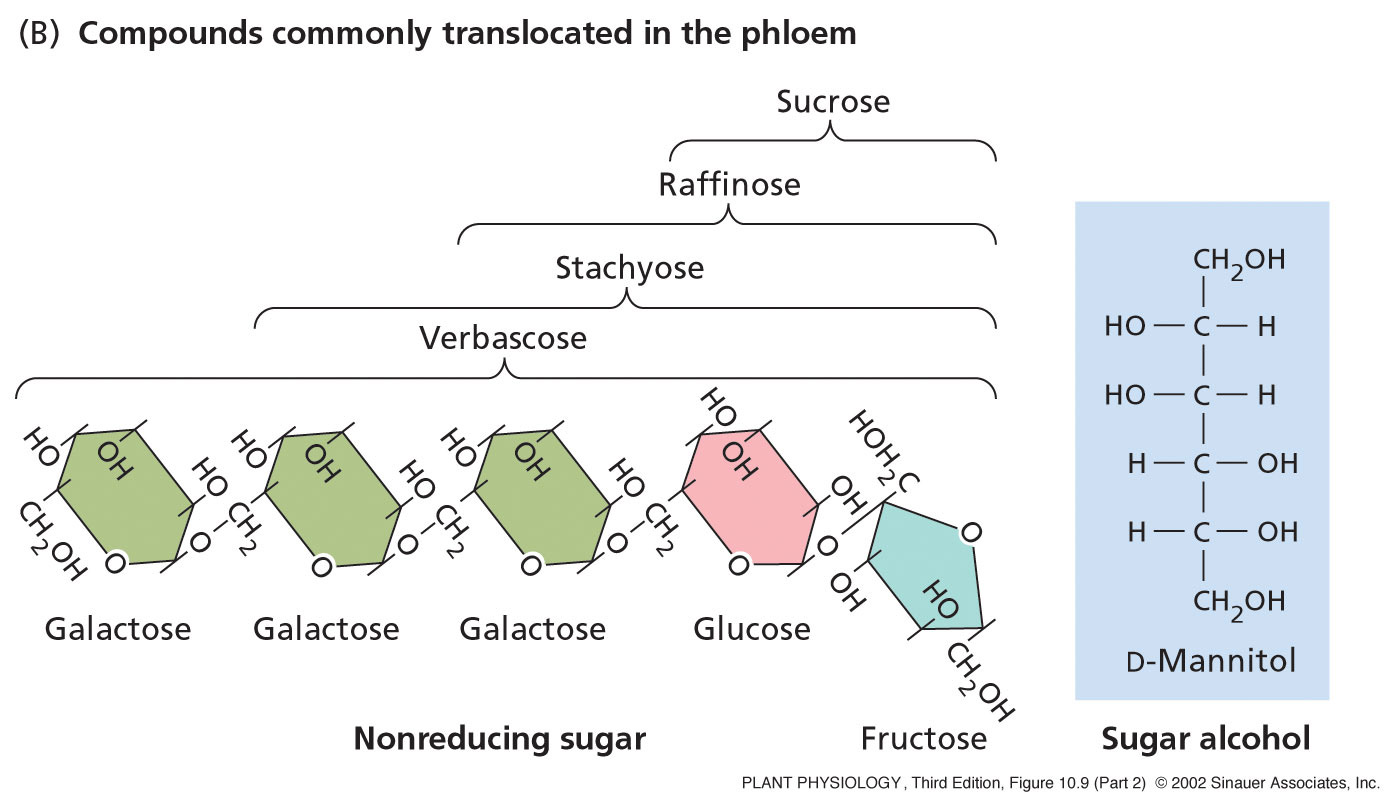 (B) Compounds commonly translocated in the phloem
Sucrose
Raffinose
Stachyose
Verbascose
HO
OH
CH2OH
HO
O
O
CH2
HO
OH
HO
O
O
CH2
HO
OH
HO
O
O
CH2
HO
OH
OH
O
O
HOH2C
O
OH
HO
CH2OH
Galactose
Galactose
Galactose
Glucose
Fructose
Nonreducing sugar
CH2OH
HO — C — H
HO — C — H
H — C — OH
H — C — OH
CH2OH
D-Mannitol
Sugar alcohol
PLANT PHYSIOLOGY, Third Edition, Figure 10.9 (Part 2) © 2002 Sinauer Associates, Inc.